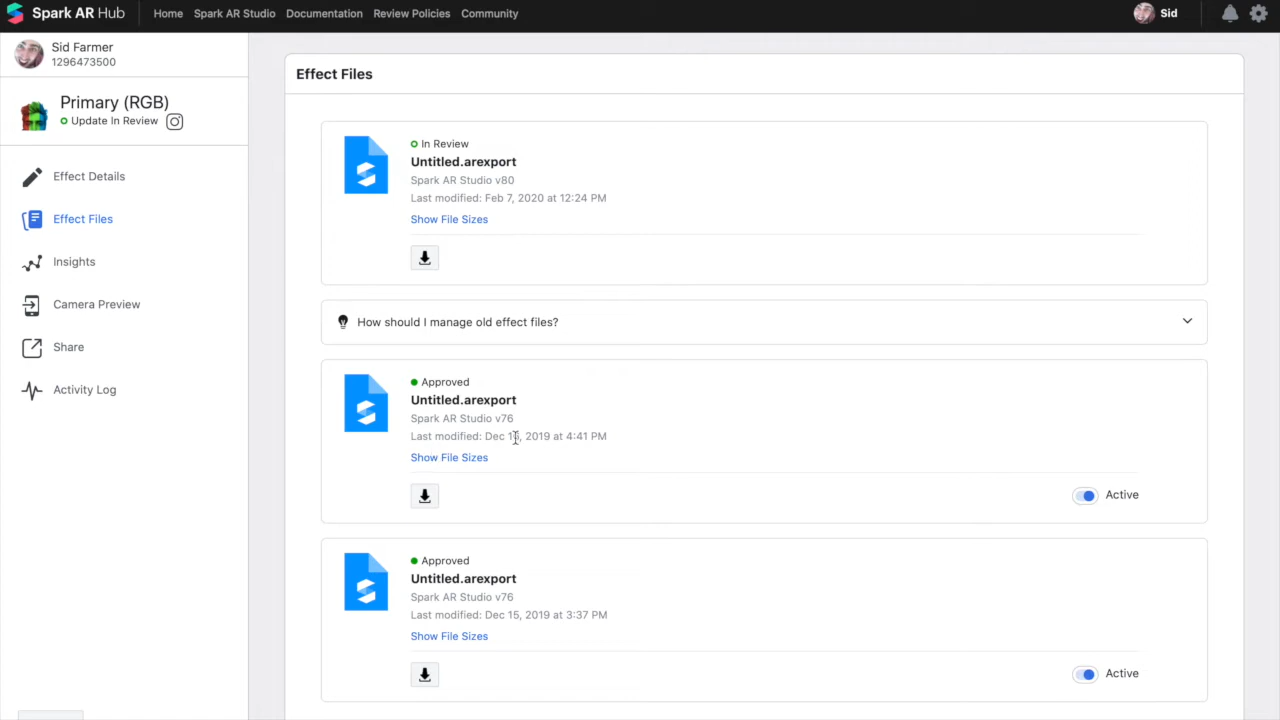 Spark AR Hub
Home Spark AR Studio Documentation Review Policies Community
Sid
Sid Farmer
1296473500
Primary (RGB)
Update In Review
Effect Details
Effect Files
Insights
Camera Preview
Share
Activity Log
Effect Files
In Review
Untitled.arexport
Spark AR Studio v80
Last modified: Feb 7, 2020 at 12:24 PM
Show File Sizes
How should I manage old effect files?
Approved
Untitled.arexport
Spark AR Studio v76
Last modified: Dec , 2019 at 4:41 PM
Show File Sizes
Active
Approved
Untitled.arexport
Spark AR Studio v76
Last modified: Dec 15, 2019 at 3:37 PM
Show File Sizes
Active